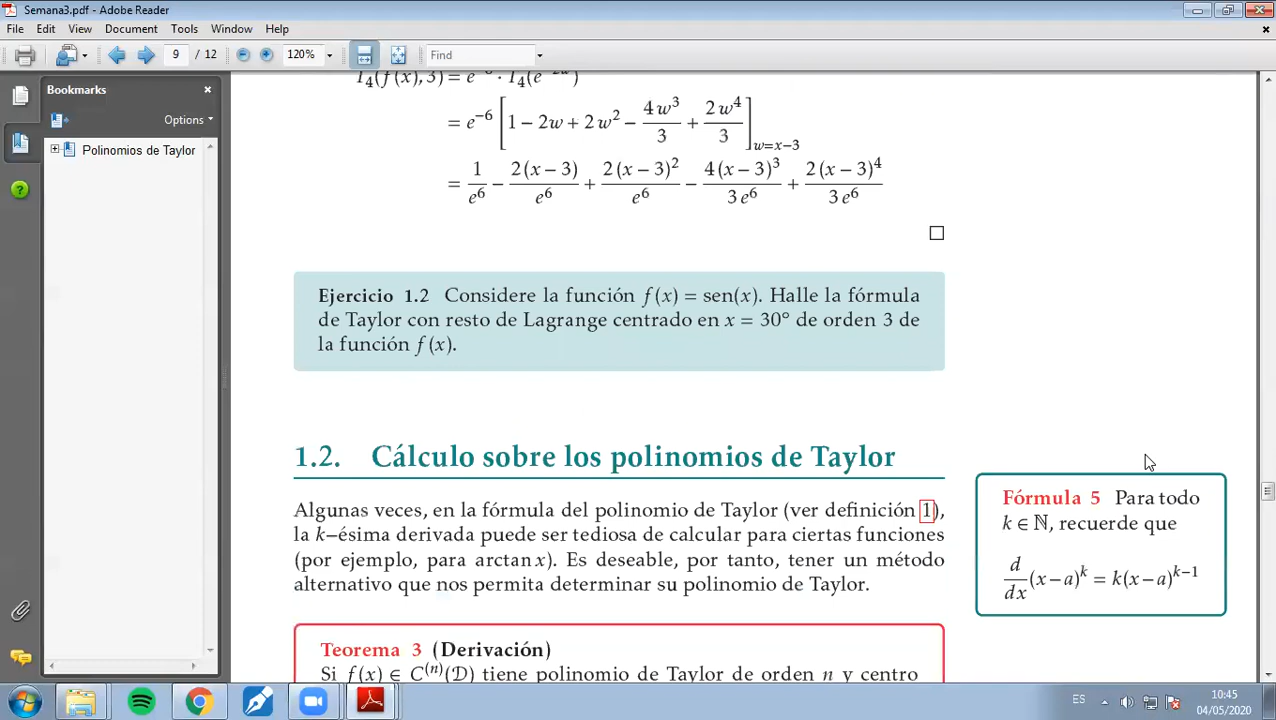 Semana3.pdf - Adobe Reader
File Edit View Document Tools Window Help
9 / 12 120% Find
Bookmarks
Options
Polinomios de Taylor
T₄(f(x), 3) = e⁻⁶ · T₄(e⁻²ʷ)
= e⁻⁶ [1 − 2w + 2w² − 4w³/3 + 2w⁴/3] w=x−3
= 1/e⁶ − 2(x − 3)/e⁶ + 2(x − 3)²/e⁶ − 4(x − 3)³/3e⁶ + 2(x − 3)⁴/3e⁶
Ejercicio 1.2 Considere la función f(x) = sen(x). Halle la fórmula
de Taylor con resto de Lagrange centrado en x = 30° de orden 3 de
la función f(x).
1.2. Cálculo sobre los polinomios de Taylor
Algunas veces, en la fórmula del polinomio de Taylor (ver definición 1),
la k−ésima derivada puede ser tediosa de calcular para ciertas funciones
(por ejemplo, para arctan x). Es deseable, por tanto, tener un método
alternativo que nos permita determinar su polinomio de Taylor.
Fórmula 5 Para todo
k ∈ ℕ, recuerde que
d/dx (x − a)ᵏ = k(x − a)ᵏ⁻¹
Teorema 3 (Derivación)
Si f(x) ∈ C⁽ⁿ⁾(D) tiene polinomio de Taylor de orden n y centro
ES
10:45
04/05/2020